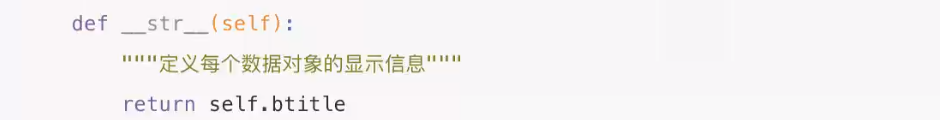 def __str__(self):
"""定义每个数据对象的显示信息"""
return self.btitle